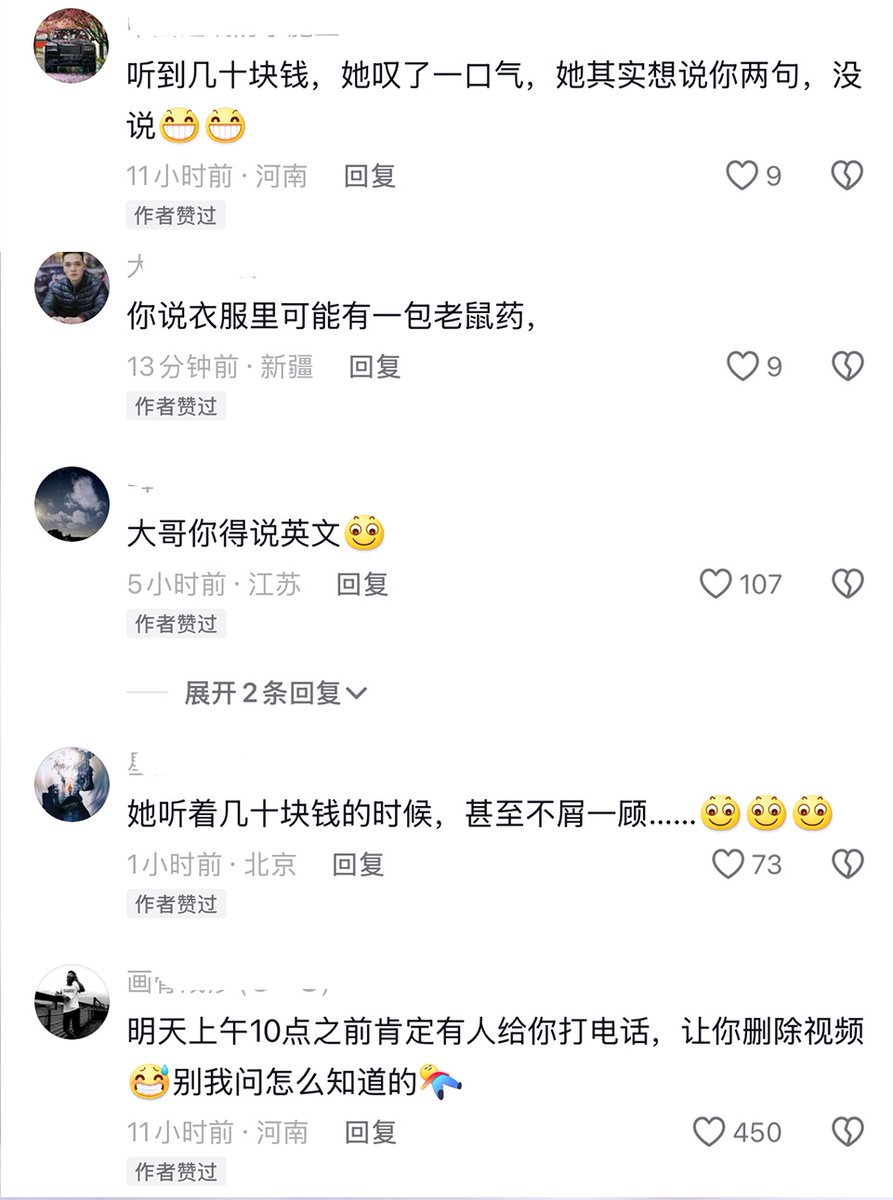 听到几十块钱，她叹了一口气，她其实想说你两句，没
说
11小时前·河南 回复 9
作者赞过
大
你说衣服里可能有一包老鼠药，
13分钟前·新疆 回复 9
作者赞过
大哥你得说英文
5小时前·江苏 回复 107
作者赞过
展开2条回复
她听着几十块钱的时候，甚至不屑一顾……
1小时前·北京 回复 73
作者赞过
画
明天上午10点之前肯定有人给你打电话，让你删除视频
别我问怎么知道的
11小时前·河南 回复 450
作者赞过